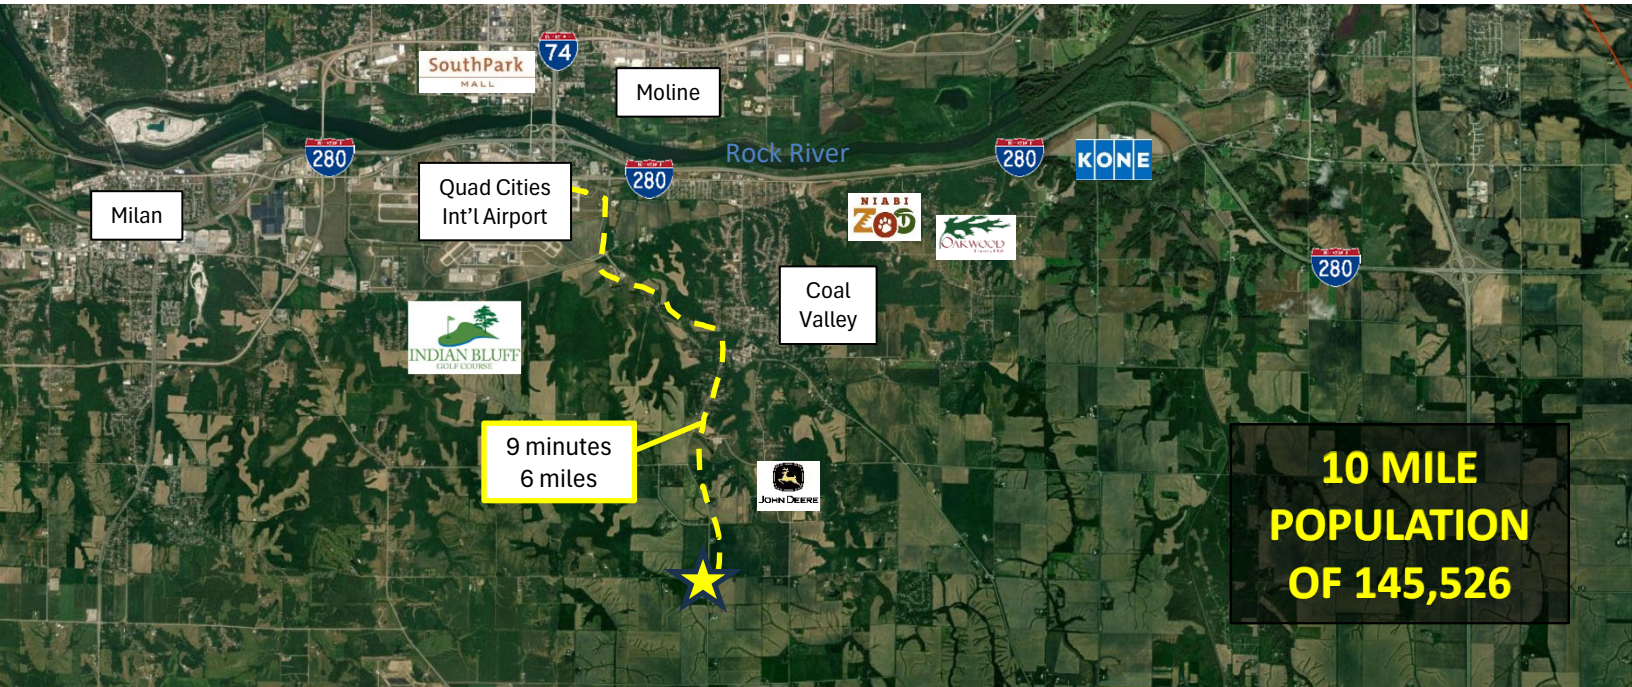 74
SouthPark
MALL
Moline
280
Rock River
280
KONE
Quad Cities
Int'l Airport
280
Milan
NIABI
ZOO
OAKWOOD
280
Coal
Valley
INDIAN BLUFF
GOLF COURSE
9 minutes
6 miles
JOHN DEERE
10 MILE
POPULATION
OF 145,526